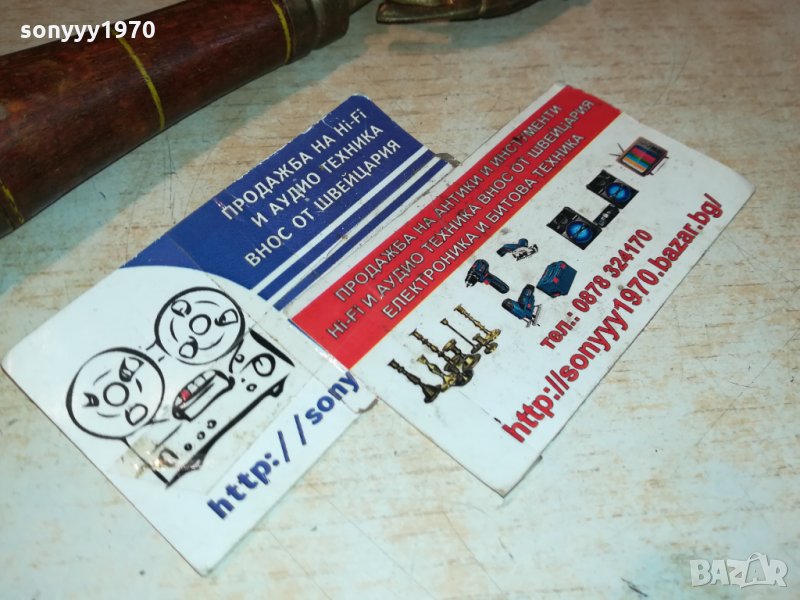 sonyyy1970
ПРОДАЖБА НА Hi-Fi
И АУДИО ТЕХНИКА
ВНОС ОТ ШВЕЙЦАРИЯ
http://sony
ПРОДАЖБА НА АНТИКИ И ИНСТРУМЕНТИ
Hi-Fi И АУДИО ТЕХНИКА ВНОС ОТ ШВЕЙЦАРИЯ
ЕЛЕКТРОНИКА И БИТОВА ТЕХНИКА
тел.: 0878 324170
http://sonyyy1970.bazar.bg/
BAZAR